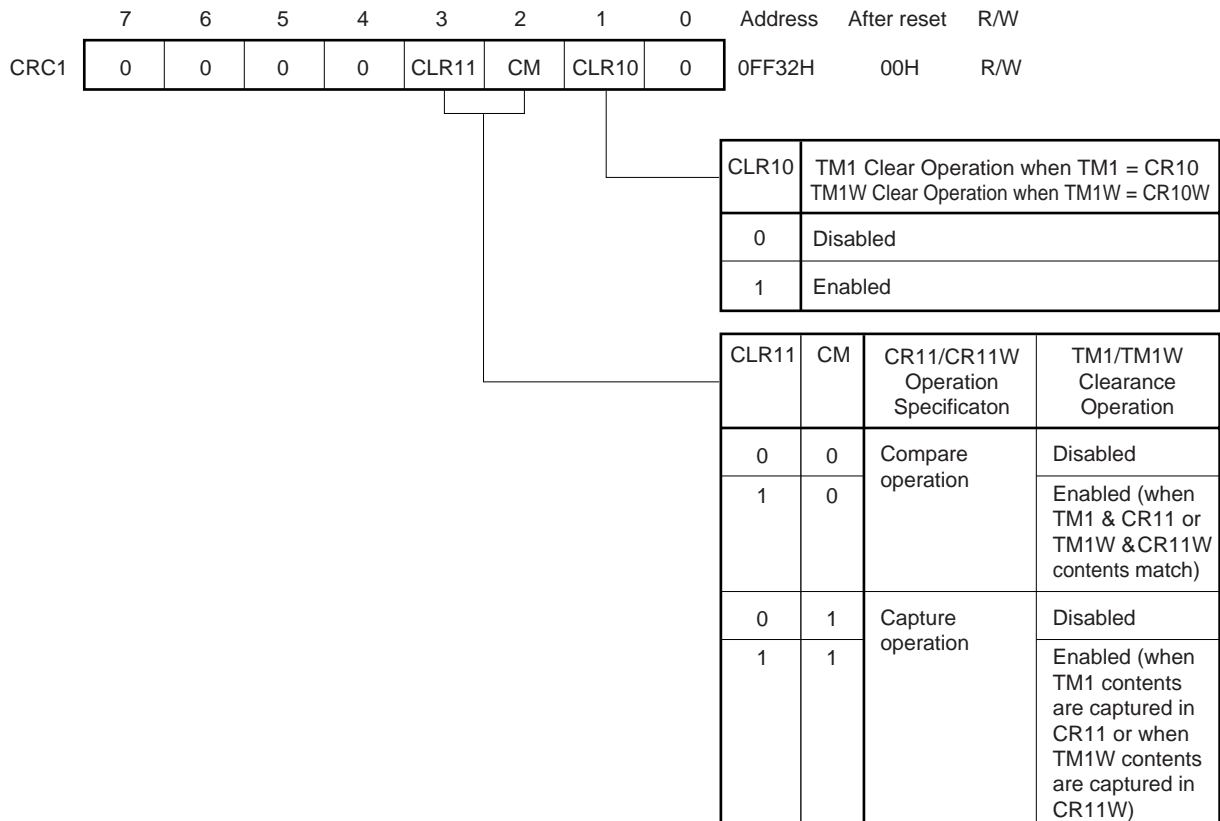 7 6 5 4 3 2 1 0 Address After reset R/W
CRC1 0 0 0 0 CLR11 CM CLR10 0 0FF32H 00H R/W
CLR10 TM1 Clear Operation when TM1 = CR10
TM1W Clear Operation when TM1W = CR10W
0 Disabled
1 Enabled
CLR11 CM CR11/CR11W TM1/TM1W
Operation Clearance
Specificaton Operation
0 0 Compare Disabled
operation
1 0 Enabled (when
TM1 & CR11 or
TM1W &CR11W
contents match)
0 1 Capture Disabled
operation
1 1 Enabled (when
TM1 contents
are captured in
CR11 or when
TM1W contents
are captured in
CR11W)